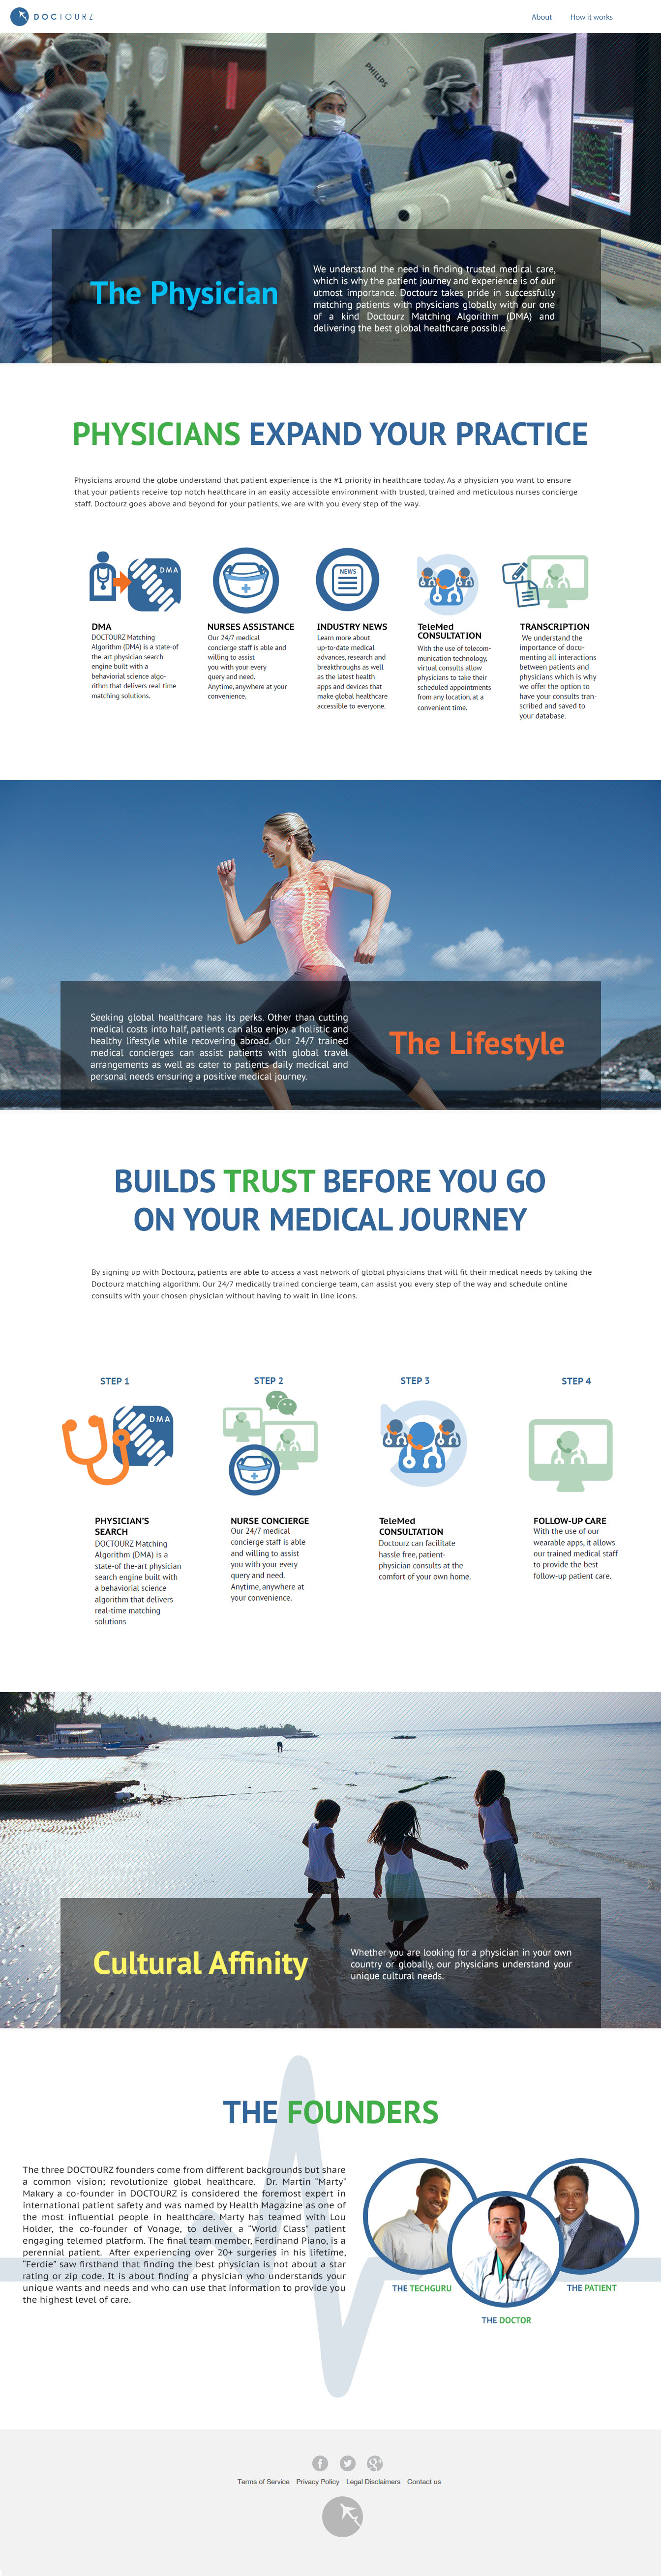 DOCTOURZ
About How it works
PHILIPS
The Physician
We understand the need in finding trusted medical care,
which is why the patient journey and experience is of our
utmost importance. Doctourz takes pride in successfully
matching patients with physicians globally with our one
of a kind Doctourz Matching Algorithm (DMA) and
delivering the best global healthcare possible.
PHYSICIANS EXPAND YOUR PRACTICE
Physicians around the globe understand that patient experience is the #1 priority in healthcare today. As a physician you want to ensure
that your patients receive top notch healthcare in an easily accessible environment with trusted, trained and meticulous nurses concierge
staff. Doctourz goes above and beyond for your patients, we are with you every step of the way.
DMA
NEWS
DMA
DOCTOURZ Matching
Algorithm (DMA) is a state-of
the-art physician search
engine built with a
behaviorial science algo-
rithm that delivers real-time
matching solutions.
NURSES ASSISTANCE
Our 24/7 medical
concierge staff is able and
willing to assist
you with your every
query and need.
Anytime, anywhere at your
convenience.
INDUSTRY NEWS
Learn more about
up-to-date medical
advances, research and
breakthroughs as well
as the latest health
apps and devices that
make global healthcare
accessible to everyone.
TeleMed
CONSULTATION
With the use of telecom-
munication technology,
virtual consults allow
physicians to take their
scheduled appointments
from any location, at a
convenient time.
TRANSCRIPTION
We understand the
importance of docu-
menting all interactions
between patients and
physicians which is why
we offer the option to
have your consults tran-
scribed and saved to
your database.
Seeking global healthcare has its perks. Other than cutting
medical costs into half, patients can also enjoy a holistic and
healthy lifestyle while recovering abroad. Our 24/7 trained
medical concierges can assist patients with global travel
arrangements as well as cater to patients daily medical and
personal needs ensuring a positive medical journey.
The Lifestyle
BUILDS TRUST BEFORE YOU GO
ON YOUR MEDICAL JOURNEY
By signing up with Doctourz, patients are able to access a vast network of global physicians that will fit their medical needs by taking the
Doctourz matching algorithm. Our 24/7 medically trained concierge team, can assist you every step of the way and schedule online
consults with your chosen physician without having to wait in line icons.
STEP 1
STEP 2
STEP 3
STEP 4
DMA
PHYSICIAN'S
SEARCH
DOCTOURZ Matching
Algorithm (DMA) is a
state-of the-art physician
search engine built with
a behaviorial science
algorithm that delivers
real-time matching
solutions
NURSE CONCIERGE
Our 24/7 medical
concierge staff is able
and willing to assist
you with your every
query and need.
Anytime, anywhere at
your convenience.
TeleMed
CONSULTATION
Doctourz can facilitate
hassle free, patient-
physician consults at the
comfort of your own home.
FOLLOW-UP CARE
With the use of our
wearable apps, it allows
our trained medical staff
to provide the best
follow-up patient care.
Cultural Affinity
Whether you are looking for a physician in your own
country or globally, our physicians understand your
unique cultural needs.
THE FOUNDERS
The three DOCTOURZ founders come from different backgrounds but share
a common vision; revolutionize global healthcare. Dr. Martin "Marty"
Makary a co-founder in DOCTOURZ is considered the foremost expert in
international patient safety and was named by Health Magazine as one of
the most influential people in healthcare. Marty has teamed with Lou
Holder, the co-founder of Vonage, to deliver a "World Class" patient
engaging telemed platform. The final team member, Ferdinand Piano, is a
perennial patient. After experiencing over 20+ surgeries in his lifetime,
"Ferdie" saw firsthand that finding the best physician is not about a star
rating or zip code. It is about finding a physician who understands your
unique wants and needs and who can use that information to provide you
the highest level of care.
THE TECHGURU
THE DOCTOR
THE PATIENT
Terms of Service Privacy Policy Legal Disclaimers Contact us